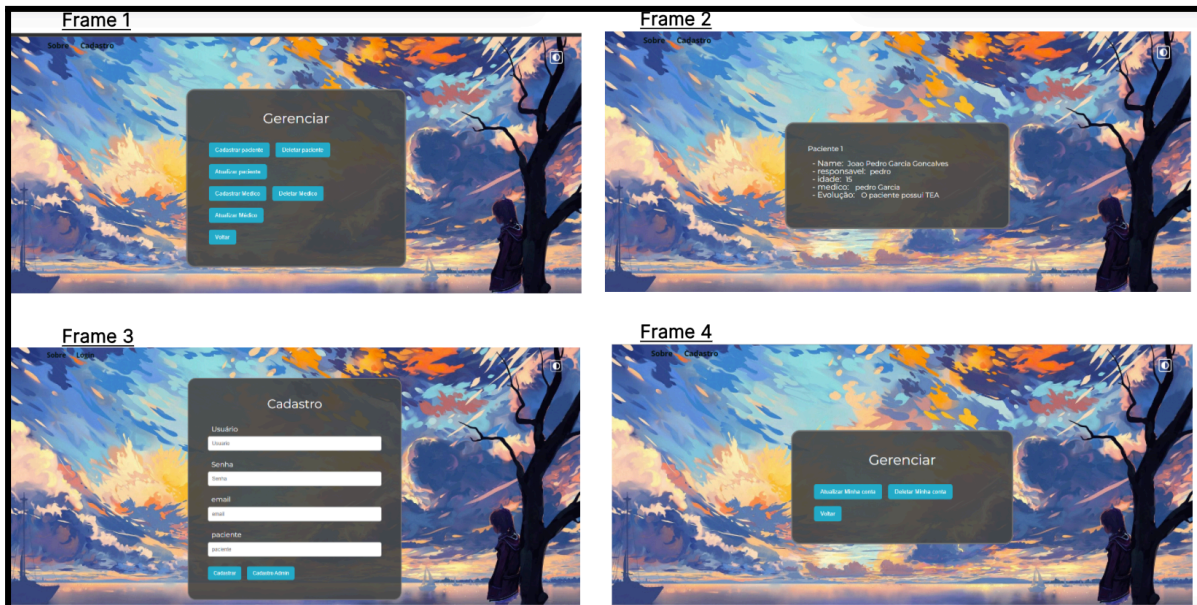 Frame 1
Sobre Cadastro
Gerenciar
Cadastrar paciente Deletar paciente
Atualizar paciente
Cadastrar Medico Deletar Medico
Atualizar Médico
Voltar
Frame 2
Sobre Cadastro
Paciente 1
- Name: Joao Pedro Garcia Goncalves
- responsavel: pedro
- idade: 15
- medico: pedro Garcia
- Evolução: O paciente possui TEA
Frame 3
Sobre Login
Cadastro
Usuário
Usuario
Senha
Senha
email
email
paciente
paciente
Cadastrar Cadastro Admin
Frame 4
Sobre Cadastro
Gerenciar
Atualizar Minha conta Deletar Minha conta
Voltar